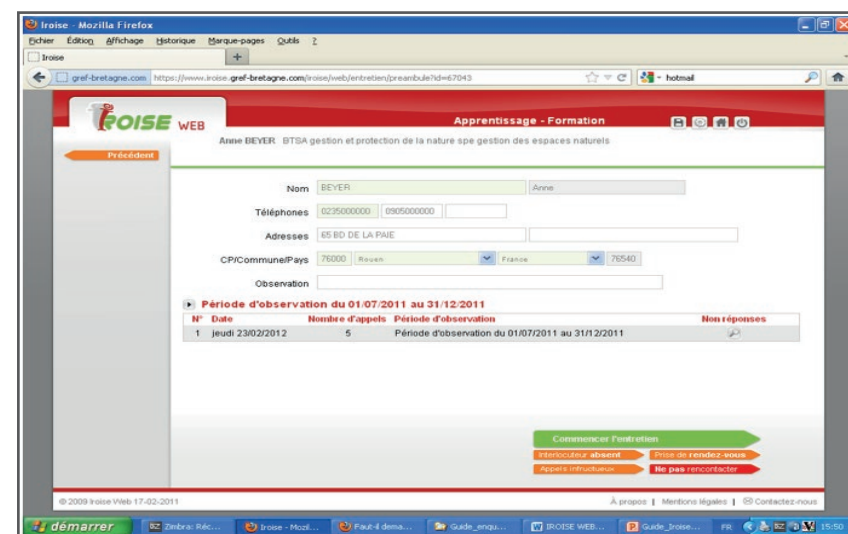 Iroise - Mozilla Firefox
Fichier Édition Affichage Historique Marque-pages Outils ?
Iroise +
gref-bretagne.com https://www.iroise.gref-bretagne.com/iroise/web/entretien/preambule?id=67043 hotmail
IROISE WEB
Apprentissage - Formation
Anne BEYER BTSA gestion et protection de la nature spe gestion des espaces naturels
Précédent
Nom BEYER Anne
Téléphones 0235000000 0905000000
Adresses 65 BD DE LA PAIE
CP/Commune/Pays 76000 Rouen France 76540
Observation
Période d'observation du 01/07/2011 au 31/12/2011
N° Date Nombre d'appels Période d'observation Non réponses
1 jeudi 23/02/2012 5 Période d'observation du 01/07/2011 au 31/12/2011
Commencer l'entretien
Interlocuteur absent Prise de rendez-vous
Appels infructueux Ne pas rencontacter
© 2009 Iroise Web 17-02-2011 À propos | Mentions légales | Contactez-nous
démarrer Zimbra: Réc... Iroise - Mozil... Faut-il dema... Guide_enqu... IROISE WEB... Guide_Iroise... FR 15:50